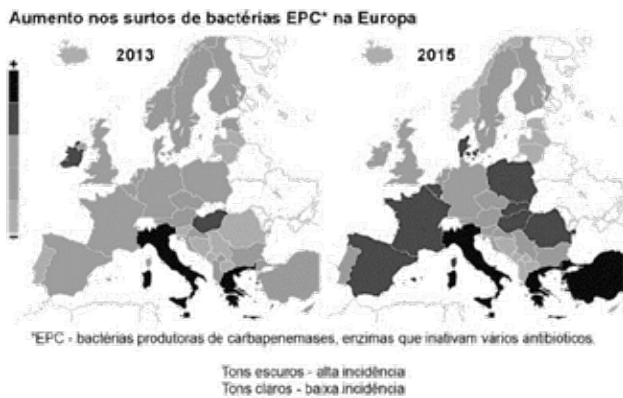 Aumento nos surtos de bactérias EPC* na Europa
2013
2015
+
-
*EPC - bactérias produtoras de carbapenemases, enzimas que inativam vários antibióticos.
Tons escuros - alta incidência
Tons claros - baixa incidência